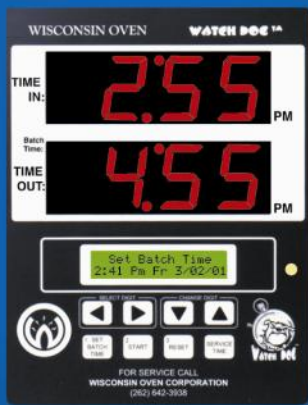 WISCONSIN OVEN WATCH DOG™
TIME IN: 2:55 PM
Batch Time:
TIME OUT: 4:55 PM
Set Batch Time
2:41 Pm Fr 3/02/01
SELECT DIGIT CHANGE DIGIT
1 SET BATCH TIME
2 START
3 RESET
SERVICE TIME
WATCH DOG
FOR SERVICE CALL
WISCONSIN OVEN CORPORATION
(262) 642-3938